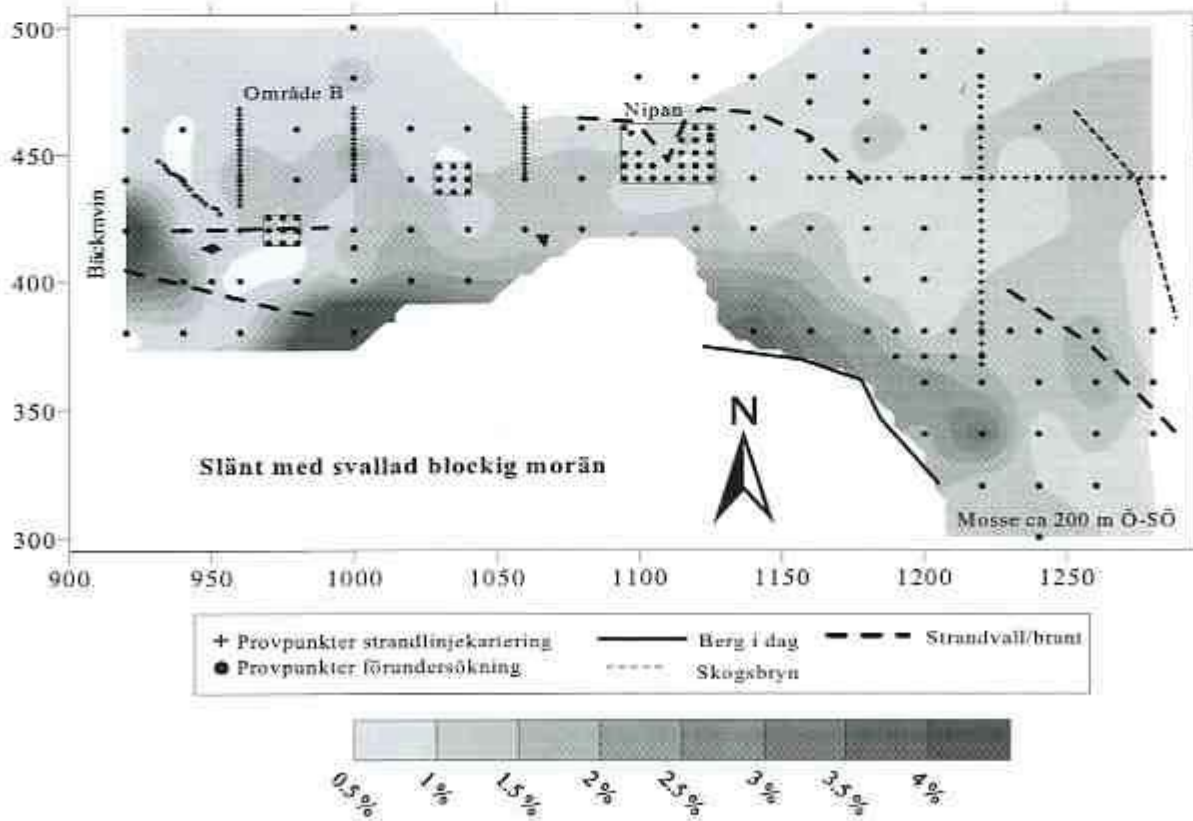 500
450
400
350
300
900
950
1000
1050
1100
1150
1200
1250
Område B
Nipan
Bäckravin
N
Slänt med svallad blockig morän
Mosse ca 200 m Ö-SÖ
+ Provpunkter strandlinjekartering
Berg i dag
Strandvall/brant
Provpunkter förundersökning
Skogsbryn
0.5%
1%
1.5%
2%
2.5%
3%
3.5%
4%